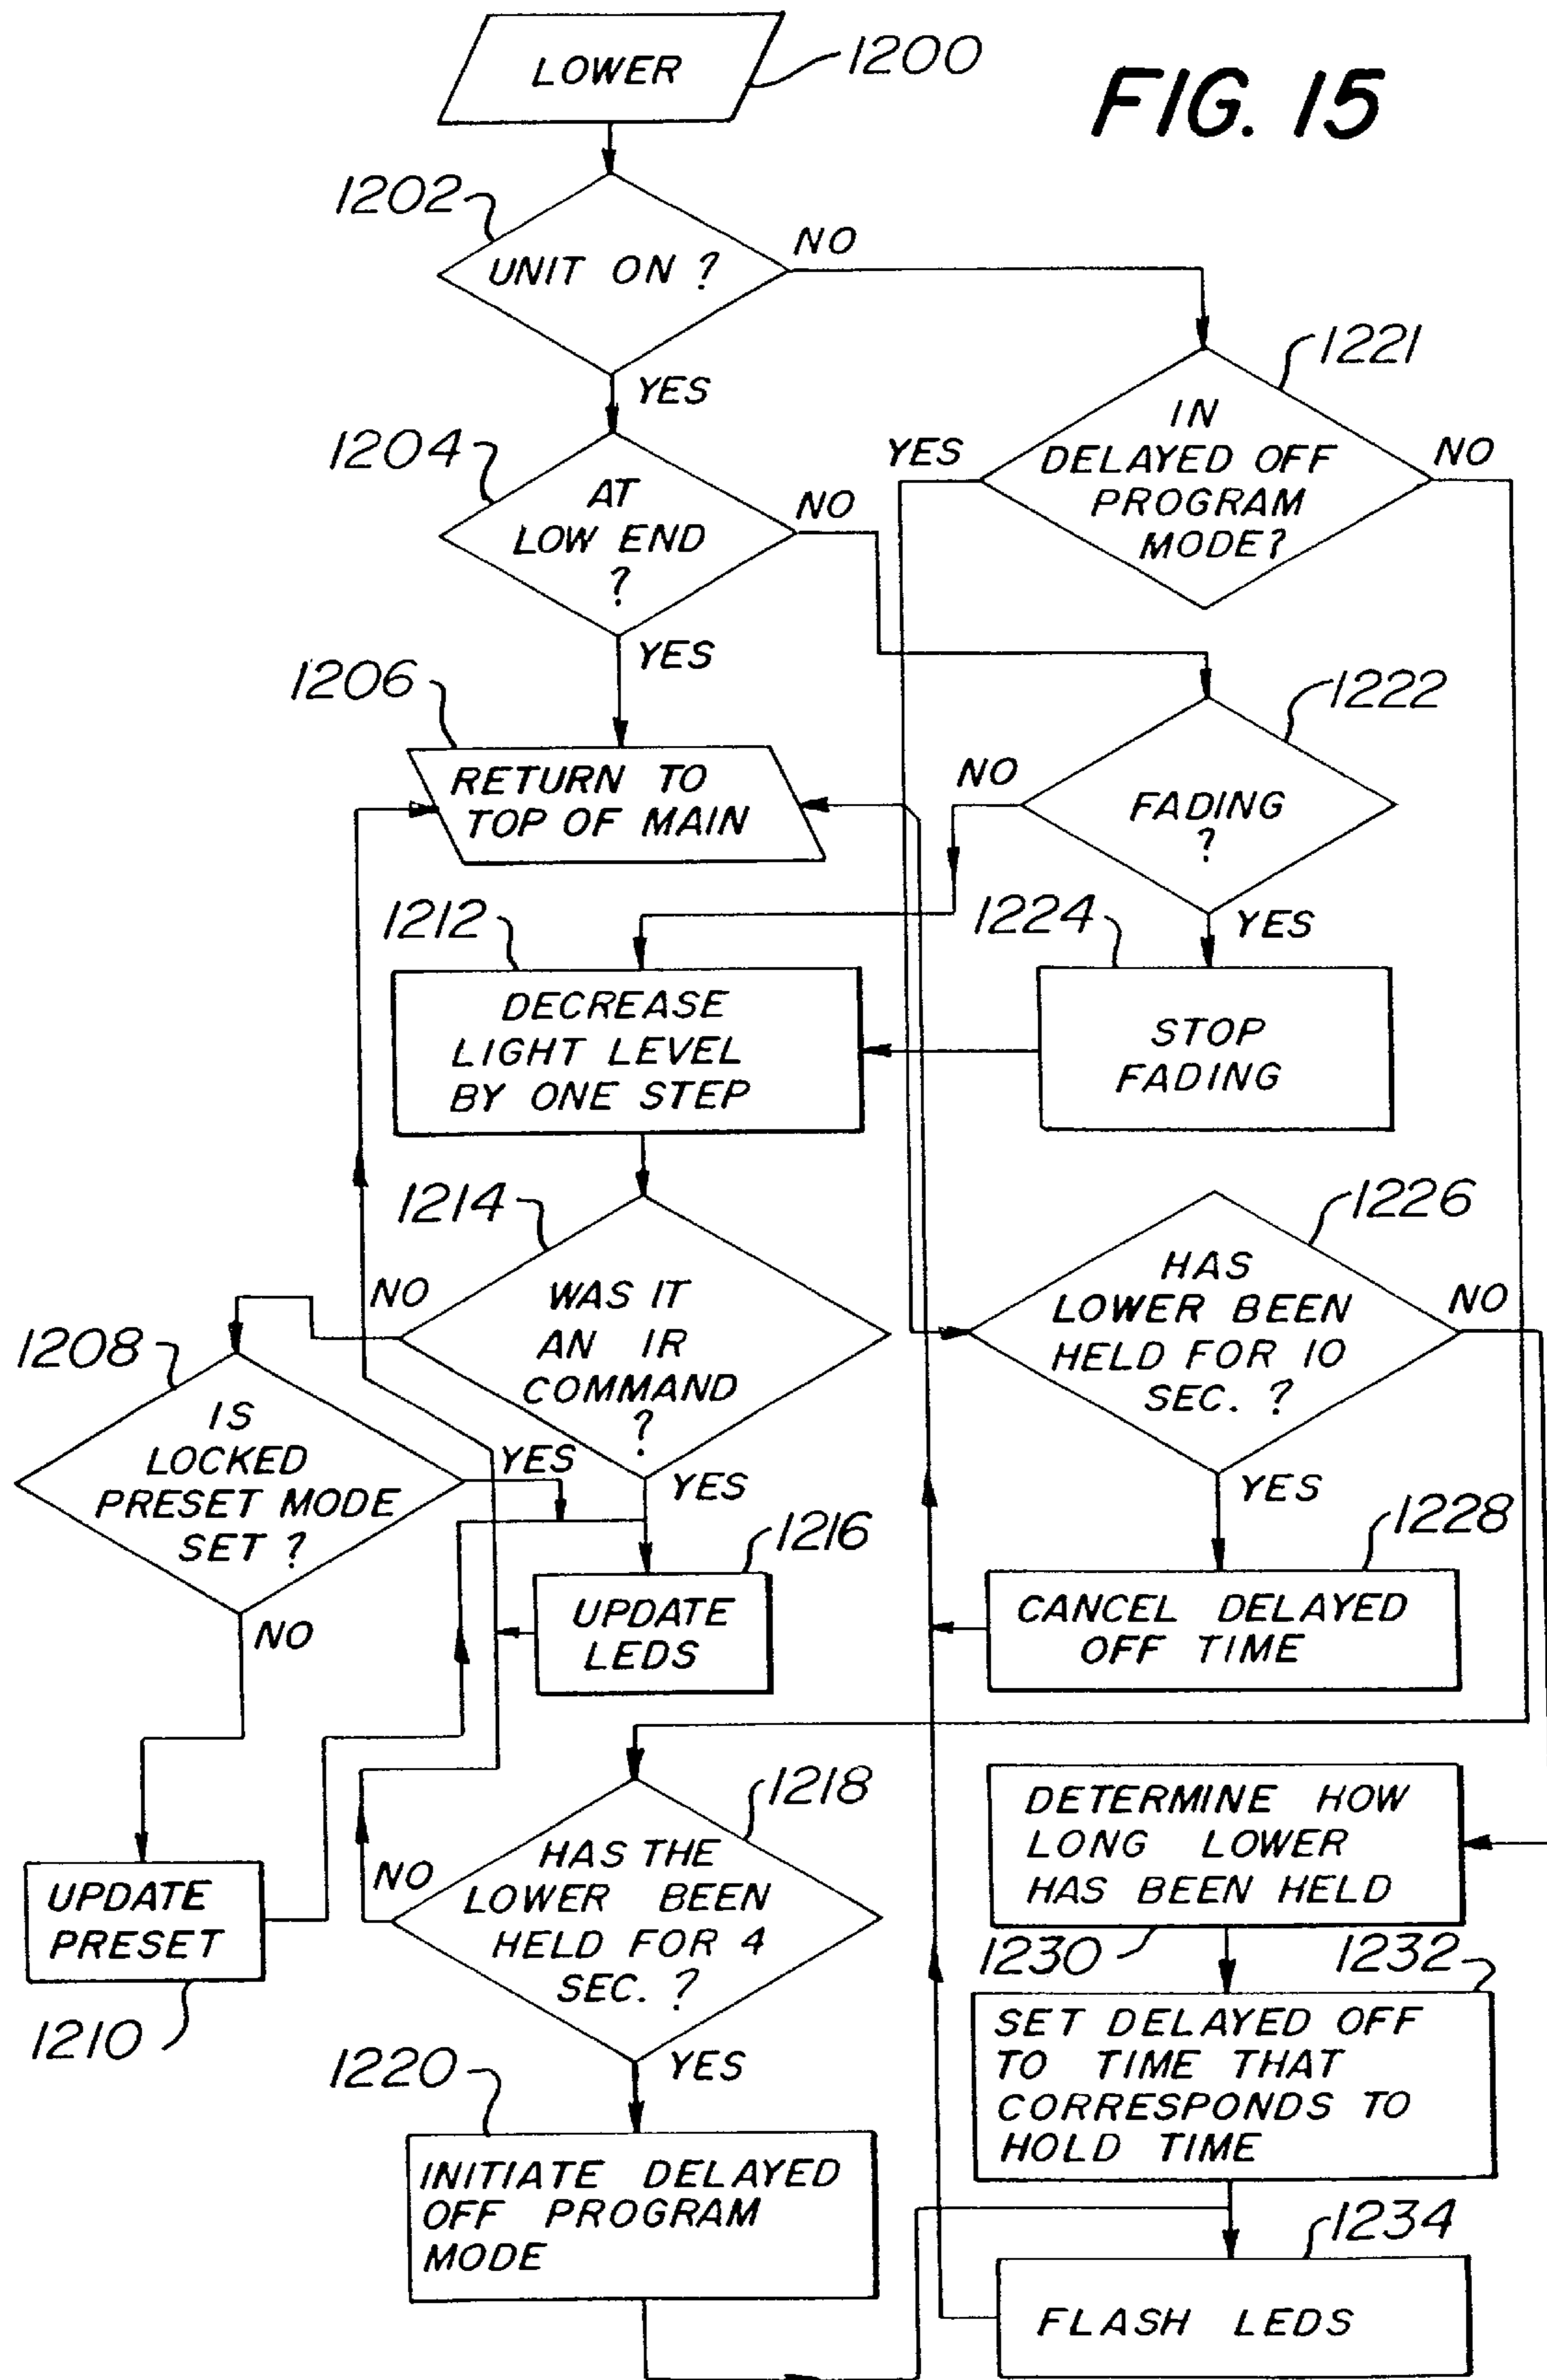 LOWER
1200
FIG. 15
1202
UNIT ON ?
NO
YES
1221
IN
DELAYED OFF
PROGRAM
MODE?
YES
NO
1204
AT
LOW END
?
NO
YES
1206
RETURN TO
TOP OF MAIN
1222
FADING
?
NO
YES
1224
STOP
FADING
1212
DECREASE
LIGHT LEVEL
BY ONE STEP
1214
WAS IT
AN IR
COMMAND
?
NO
YES
1226
HAS
LOWER BEEN
HELD FOR 10
SEC. ?
NO
YES
1208
IS
LOCKED
PRESET MODE
SET ?
YES
NO
1216
UPDATE
LEDS
1228
CANCEL DELAYED
OFF TIME
1218
HAS THE
LOWER BEEN
HELD FOR 4
SEC. ?
NO
YES
DETERMINE HOW
LONG LOWER
HAS BEEN HELD
1230
UPDATE
PRESET
1210
1232
SET DELAYED OFF
TO TIME THAT
CORRESPONDS TO
HOLD TIME
1220
INITIATE DELAYED
OFF PROGRAM
MODE
1234
FLASH LEDS